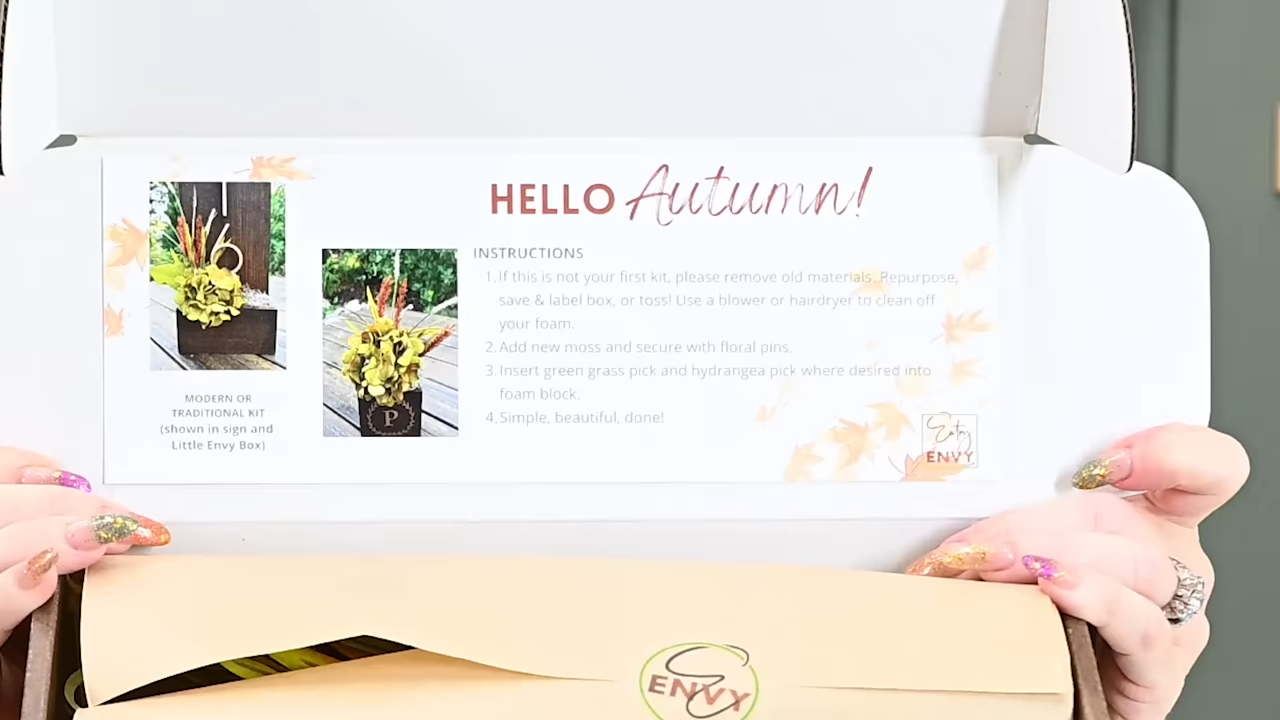 HELLO Autumn!
INSTRUCTIONS
1. If this is not your first kit, please remove old materials. Repurpose,
save & label box, or toss! Use a blower or hairdryer to clean off
your foam.
2. Add new moss and secure with floral pins.
3. Insert green grass pick and hydrangea pick where desired into
foam block.
4. Simple, beautiful, done!
MODERN OR
TRADITIONAL KIT
(shown in sign and
Little Envy Box)
P
Entry
ENVY
ENVY